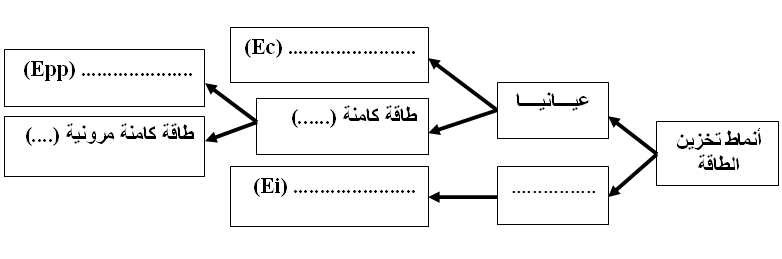 أنماط تخزين
الطاقة
عيـــانيـــا
................
(Ec) ........................
طاقة كامنة (......)
(Ei) ........................
(Epp) .....................
طاقة كامنة مرونية (....)